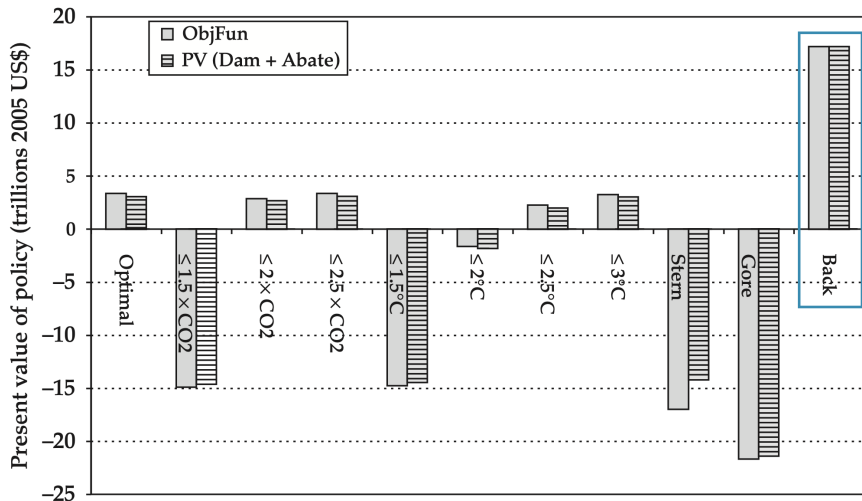 Present value of policy (trillions 2005 US$)
20
15
10
5
0
–5
–10
–15
–20
–25
ObjFun
PV (Dam + Abate)
Optimal
≤ 1.5 × CO2
≤ 2 × CO2
≤ 2.5 × CO2
≤ 1.5°C
≤ 2°C
≤ 2.5°C
≤ 3°C
Stern
Gore
Back